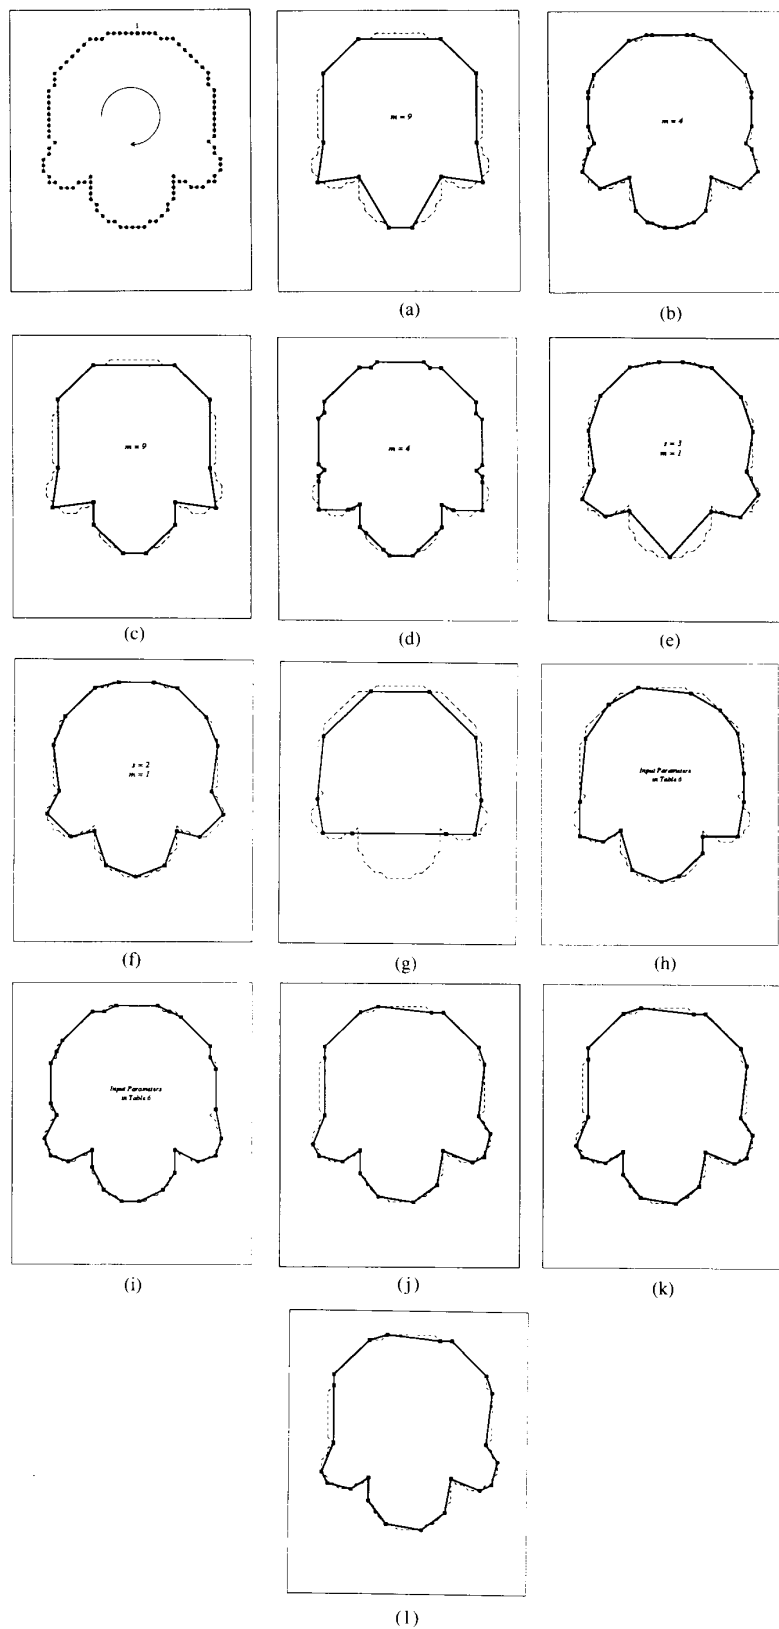 1
m = 9
m = 4
(a)
(b)
m = 9
m = 4
s = 3
m = 1
(c)
(d)
(e)
s = 2
m = 1
Input Parameters
in Table 6
(f)
(g)
(h)
Input Parameters
in Table 6
(i)
(j)
(k)
(l)